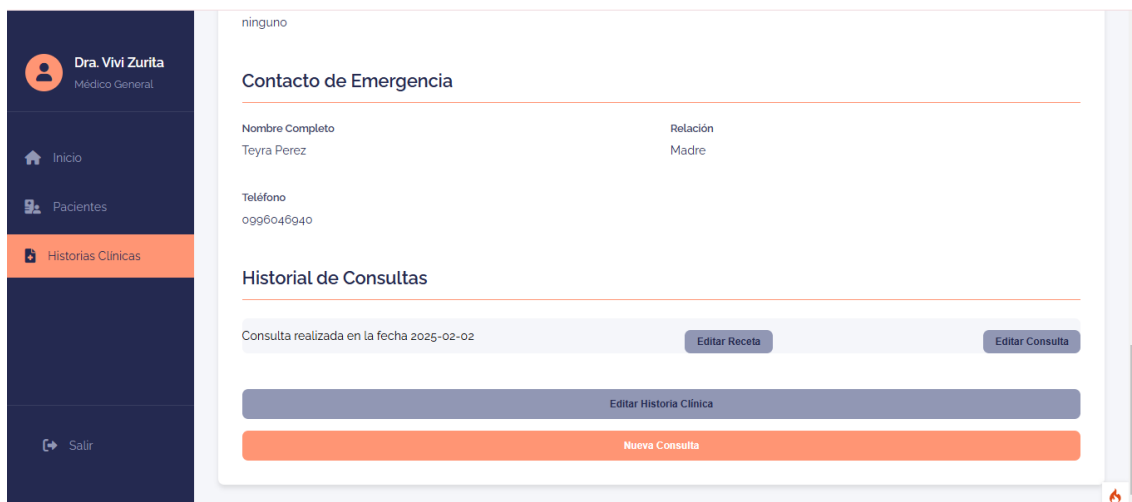 Dra. Vivi Zurita
Médico General
Inicio
Pacientes
Historias Clínicas
Salir
ninguno
Contacto de Emergencia
Nombre Completo
Relación
Teyra Perez
Madre
Teléfono
0996046940
Historial de Consultas
Consulta realizada en la fecha 2025-02-02
Editar Receta
Editar Consulta
Editar Historia Clínica
Nueva Consulta